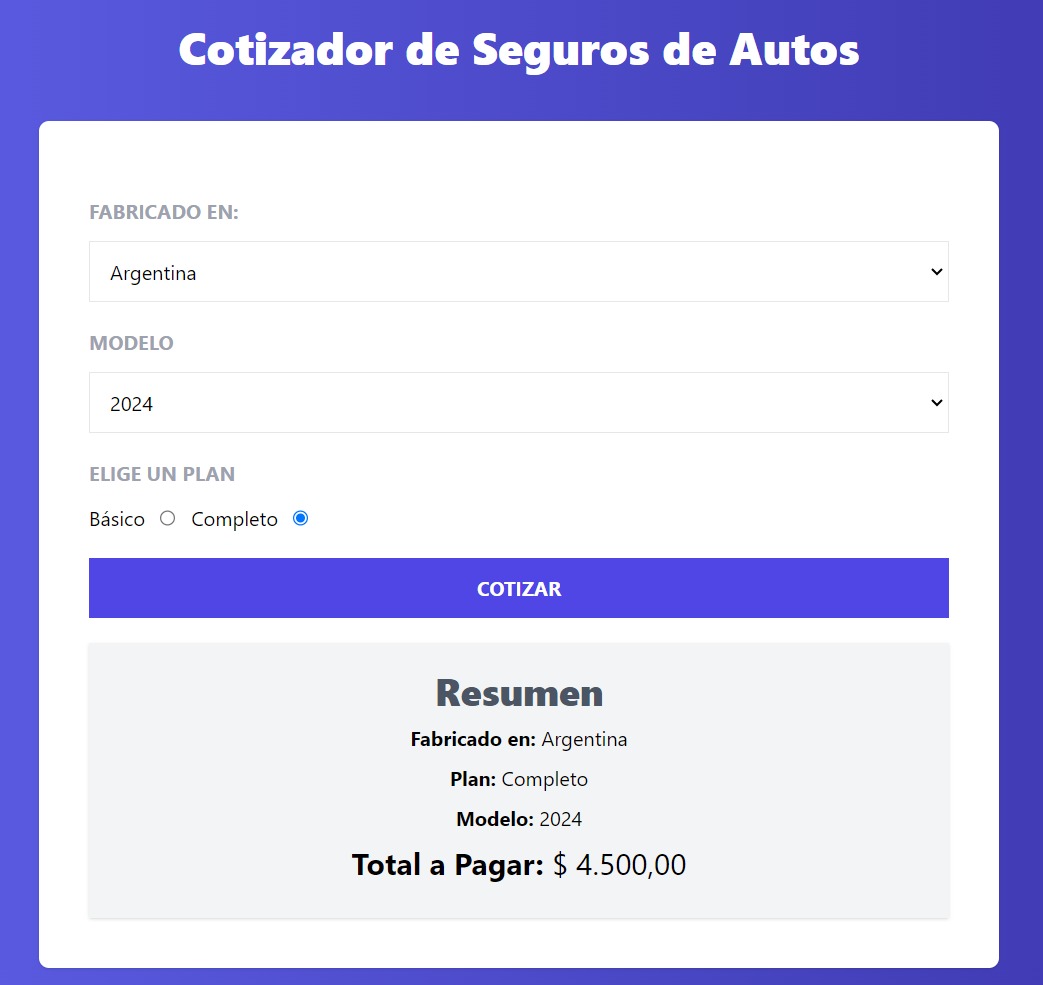 Cotizador de Seguros de Autos
FABRICADO EN:
Argentina
MODELO
2024
ELIGE UN PLAN
Básico Completo
COTIZAR
Resumen
Fabricado en: Argentina
Plan: Completo
Modelo: 2024
Total a Pagar: $ 4.500,00